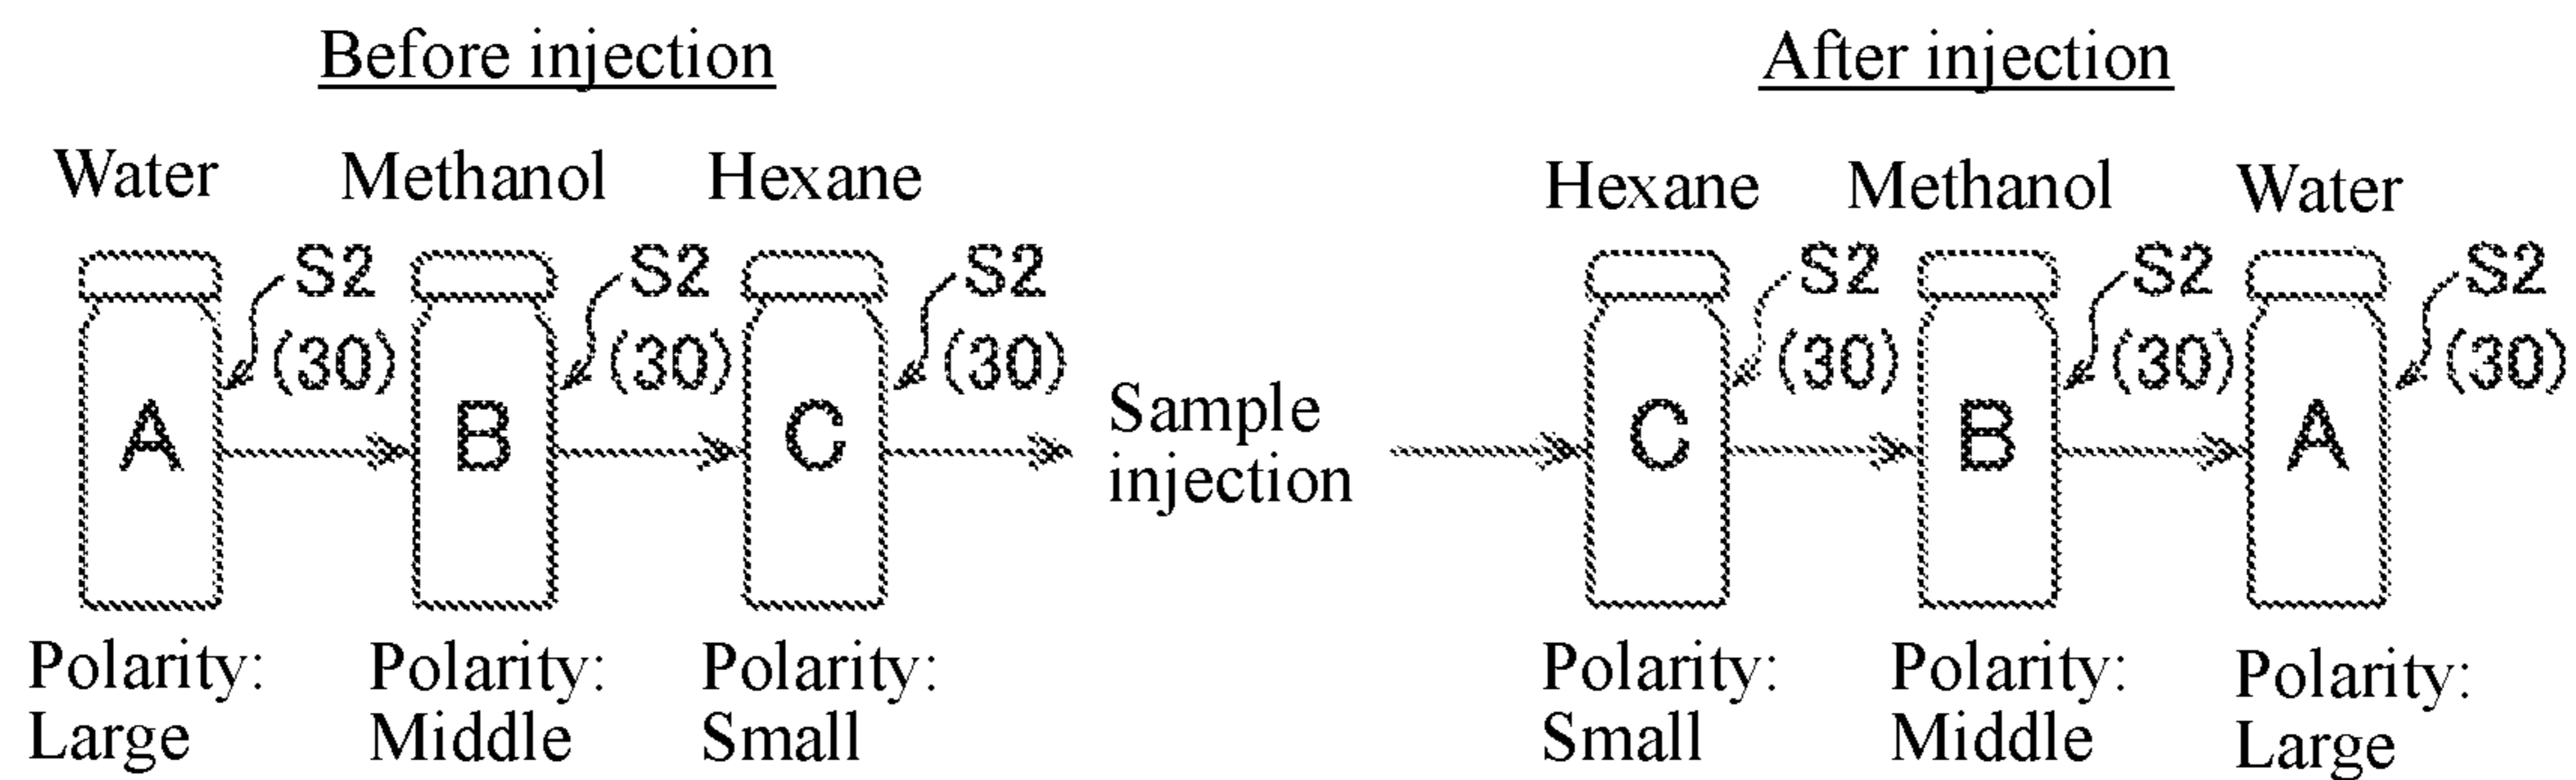 Before injection
After injection
Water Methanol Hexane
Hexane Methanol Water
S2 S2 S2 S2 S2 S2
(30) (30) (30) (30) (30) (30)
A B C
Sample
injection
C B A
Polarity:
Large
Polarity:
Middle
Polarity:
Small
Polarity:
Small
Polarity:
Middle
Polarity:
Large